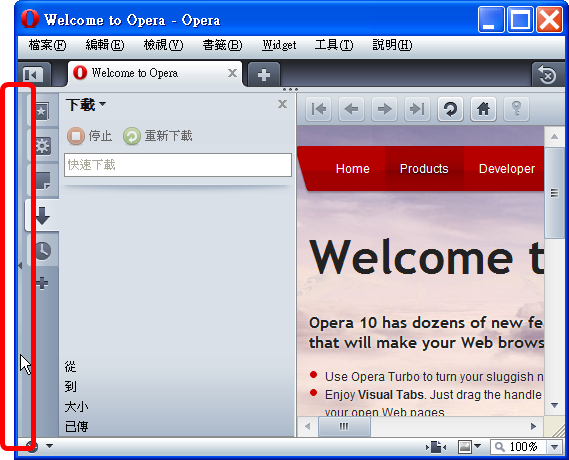 Welcome to Opera - Opera
檔案(F) 編輯(E) 檢視(V) 書籤(B) Widget 工具(T) 說明(H)
Welcome to Opera
下載
停止 重新下載
快速下載
從
到
大小
已傳
Home Products Developer
Welcome t
Opera 10 has dozens of new fe
that will make your Web brows
Use Opera Turbo to turn your sluggish n
Enjoy Visual Tabs. Just drag the handle
your open Web pages
100%